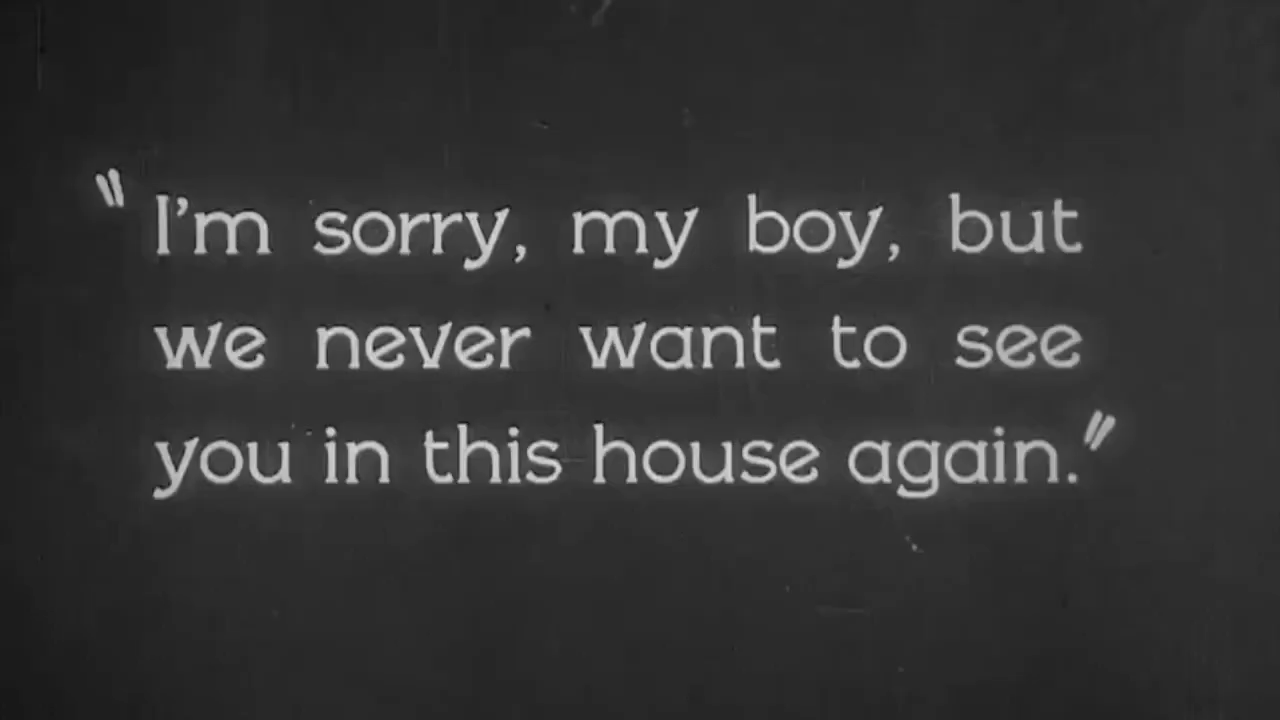 "I'm sorry, my boy, but
we never want to see
you in this house again."